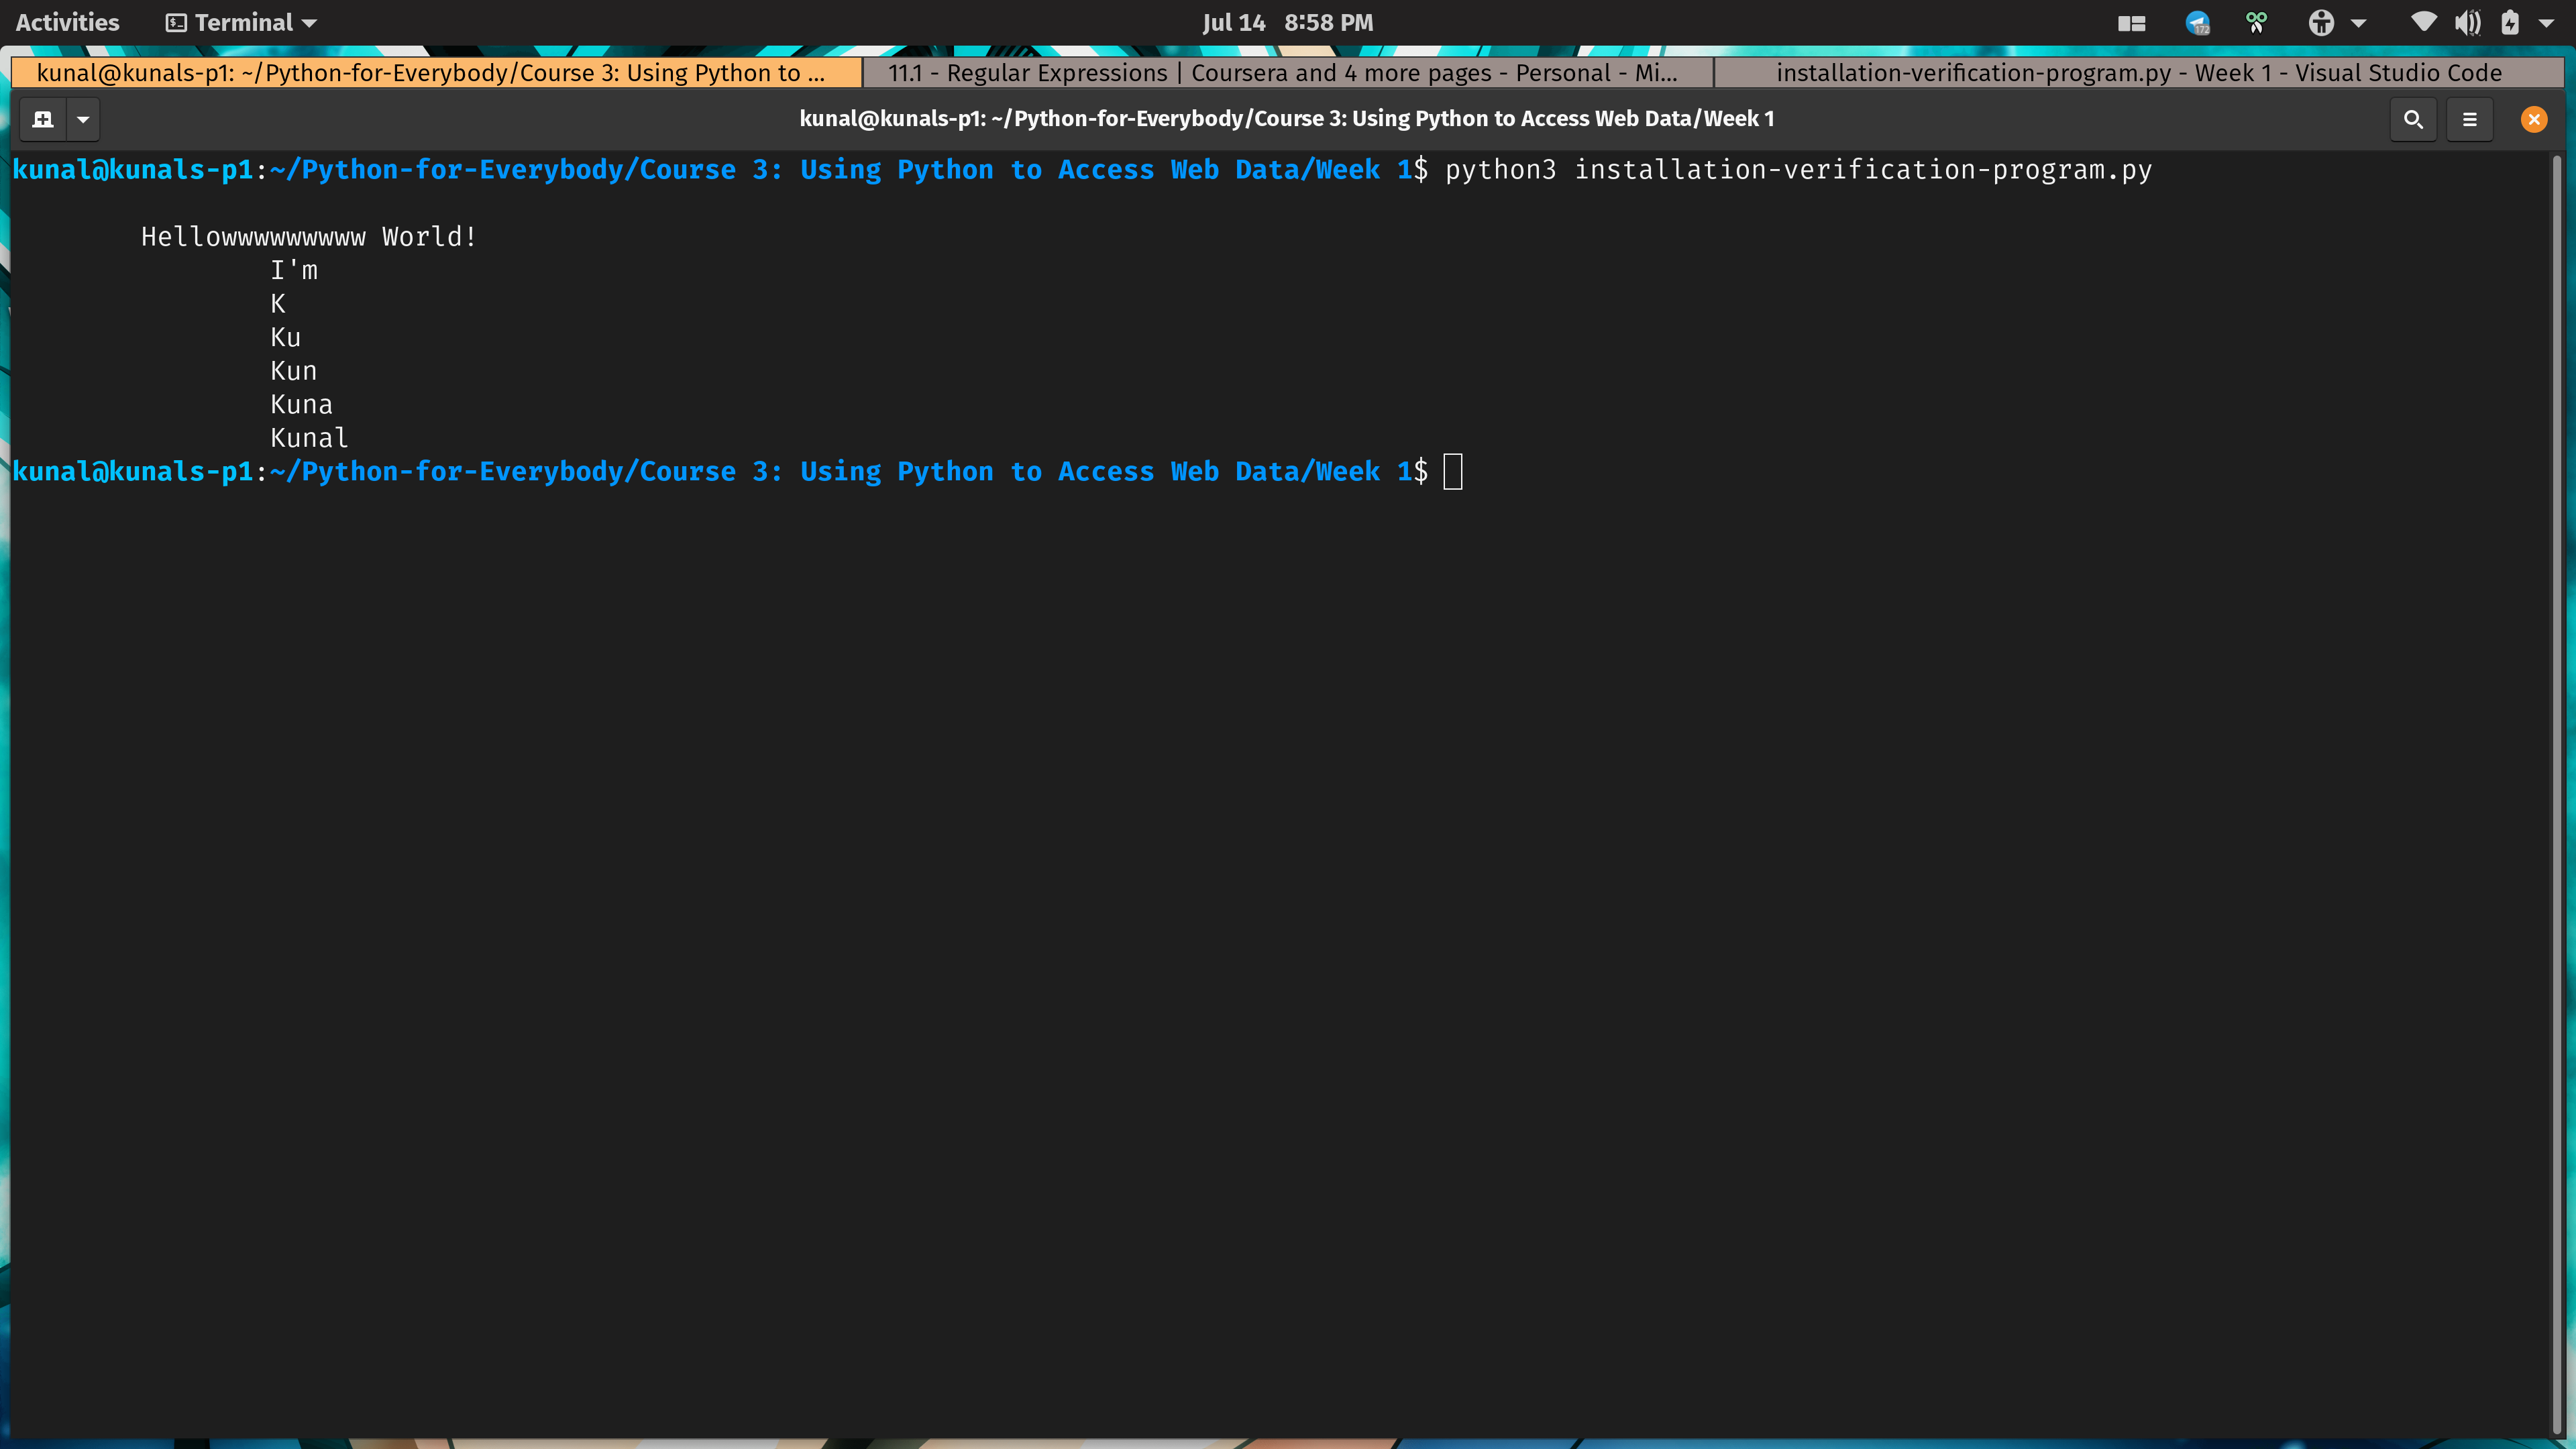 Activities Terminal Jul 14 8:58 PM 172
kunal@kunals-p1: ~/Python-for-Everybody/Course 3: Using Python to ... 11.1 - Regular Expressions | Coursera and 4 more pages - Personal - Mi... installation-verification-program.py - Week 1 - Visual Studio Code
kunal@kunals-p1: ~/Python-for-Everybody/Course 3: Using Python to Access Web Data/Week 1
kunal@kunals-p1:~/Python-for-Everybody/Course 3: Using Python to Access Web Data/Week 1$ python3 installation-verification-program.py
Hellowwwwwwwww World!
I'm
K
Ku
Kun
Kuna
Kunal
kunal@kunals-p1:~/Python-for-Everybody/Course 3: Using Python to Access Web Data/Week 1$